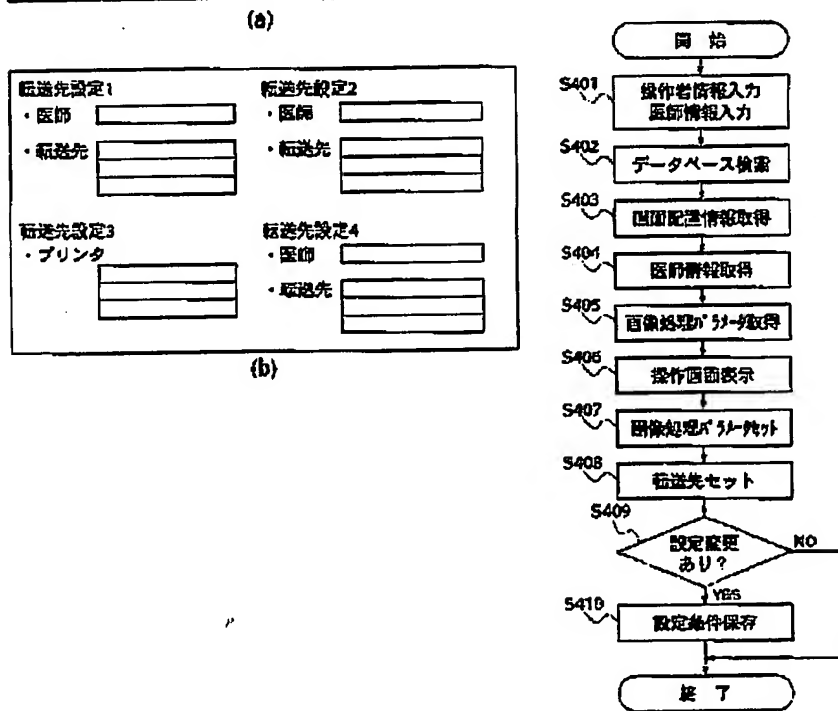 (a)
転送先設定1
・医師
・転送先
転送先設定2
・医師
・転送先
転送先設定3
・プリンタ
転送先設定4
・医師
・転送先
(b)
開 始
S401
操作者情報入力
医師情報入力
S402
データベース検索
S403
画面配置情報取得
S404
医師情報取得
S405
画像処理パラメータ取得
S406
操作画面表示
S407
画像処理パラメータセット
S408
転送先セット
S409
設定変更
あり?
NO
YES
S410
設定条件保存
終 了